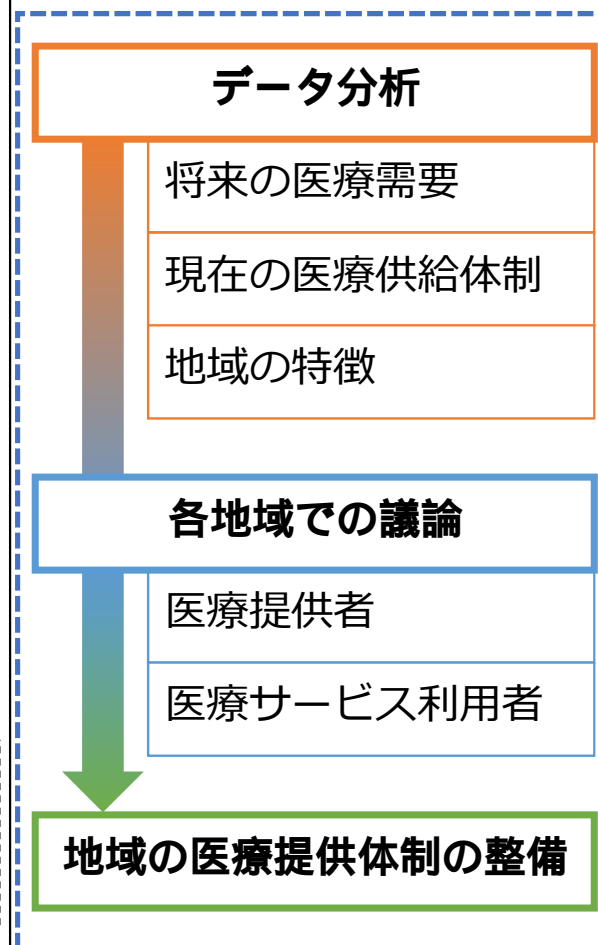 データ分析
将来の医療需要
現在の医療供給体制
地域の特徴
各地域での議論
医療提供者
医療サービス利用者
地域の医療提供体制の整備